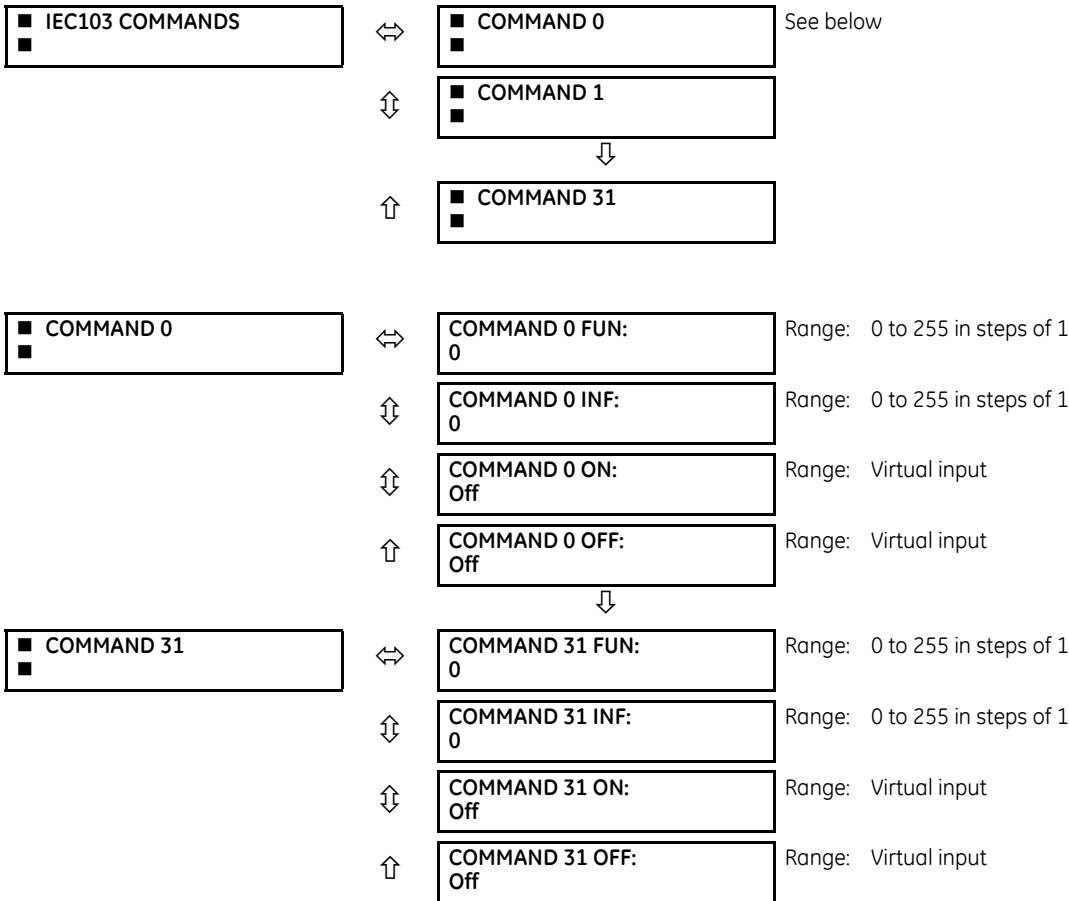 ■ IEC103 COMMANDS
■
■ COMMAND 0
■
See below
■ COMMAND 1
■
■ COMMAND 31
■
■ COMMAND 0
■
COMMAND 0 FUN:
0
Range: 0 to 255 in steps of 1
COMMAND 0 INF:
0
Range: 0 to 255 in steps of 1
COMMAND 0 ON:
Off
Range: Virtual input
COMMAND 0 OFF:
Off
Range: Virtual input
■ COMMAND 31
■
COMMAND 31 FUN:
0
Range: 0 to 255 in steps of 1
COMMAND 31 INF:
0
Range: 0 to 255 in steps of 1
COMMAND 31 ON:
Off
Range: Virtual input
COMMAND 31 OFF:
Off
Range: Virtual input